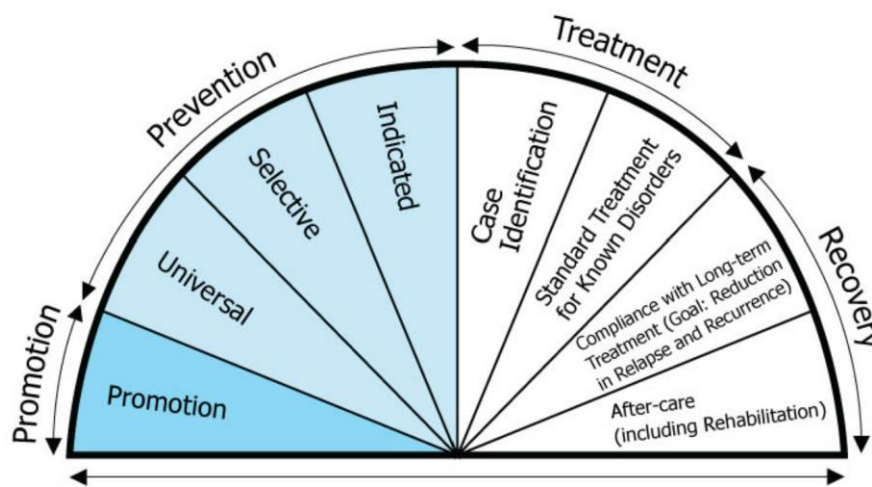 Promotion
Prevention
Treatment
Recovery
Promotion
Universal
Selective
Indicated
Case
Identification
Standard Treatment
for Known Disorders
Compliance with Long-term
Treatment (Goal: Reduction
in Relapse and Recurrence)
After-care
(including Rehabilitation)